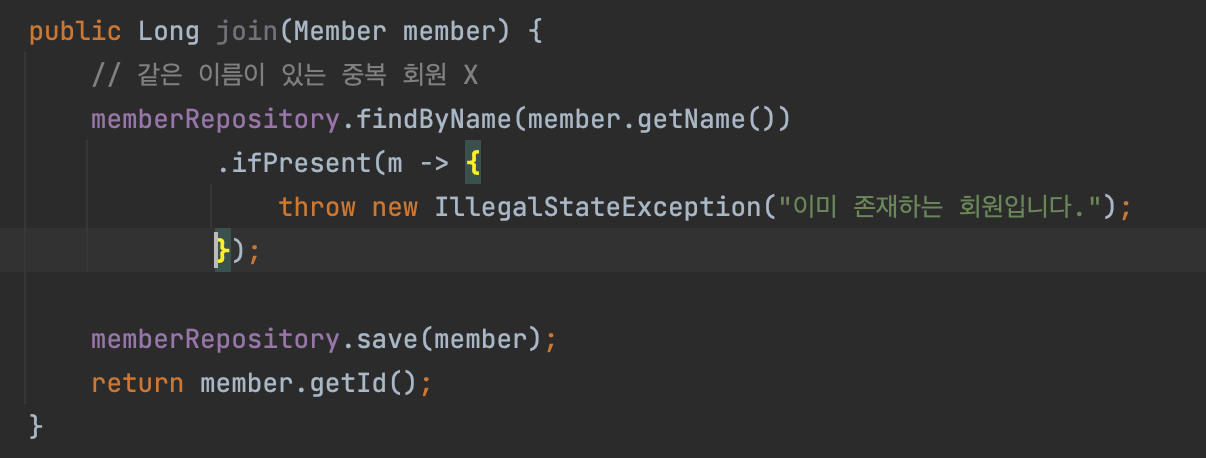 public Long join(Member member) {
// 같은 이름이 있는 중복 회원 X
memberRepository.findByName(member.getName())
.ifPresent(m -> {
throw new IllegalStateException("이미 존재하는 회원입니다.");
});
memberRepository.save(member);
return member.getId();
}